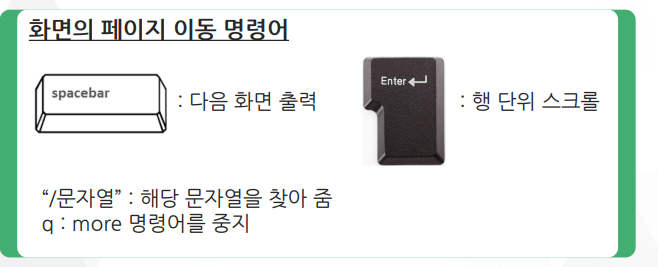 화면의 페이지 이동 명령어
spacebar
: 다음 화면 출력
Enter
: 행 단위 스크롤
“/문자열” : 해당 문자열을 찾아 줌
q : more 명령어를 중지